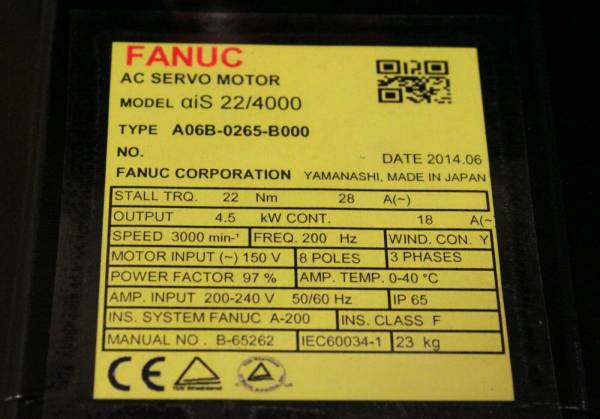 FANUC
AC SERVO MOTOR
MODEL αiS 22/4000
TYPE A06B-0265-B000
NO.
DATE 2014.06
FANUC CORPORATION YAMANASHI, MADE IN JAPAN
STALL TRQ. 22 Nm 28 A(~)
OUTPUT 4.5 kW CONT. 18 A(~
SPEED 3000 min-¹ FREQ. 200 Hz WIND. CON. Y
MOTOR INPUT (~) 150 V 8 POLES 3 PHASES
POWER FACTOR 97 % AMP. TEMP. 0-40 °C
AMP. INPUT 200-240 V 50/60 Hz IP 65
INS. SYSTEM FANUC A-200 INS. CLASS F
MANUAL NO. B-65262 IEC60034-1 23 kg
CE